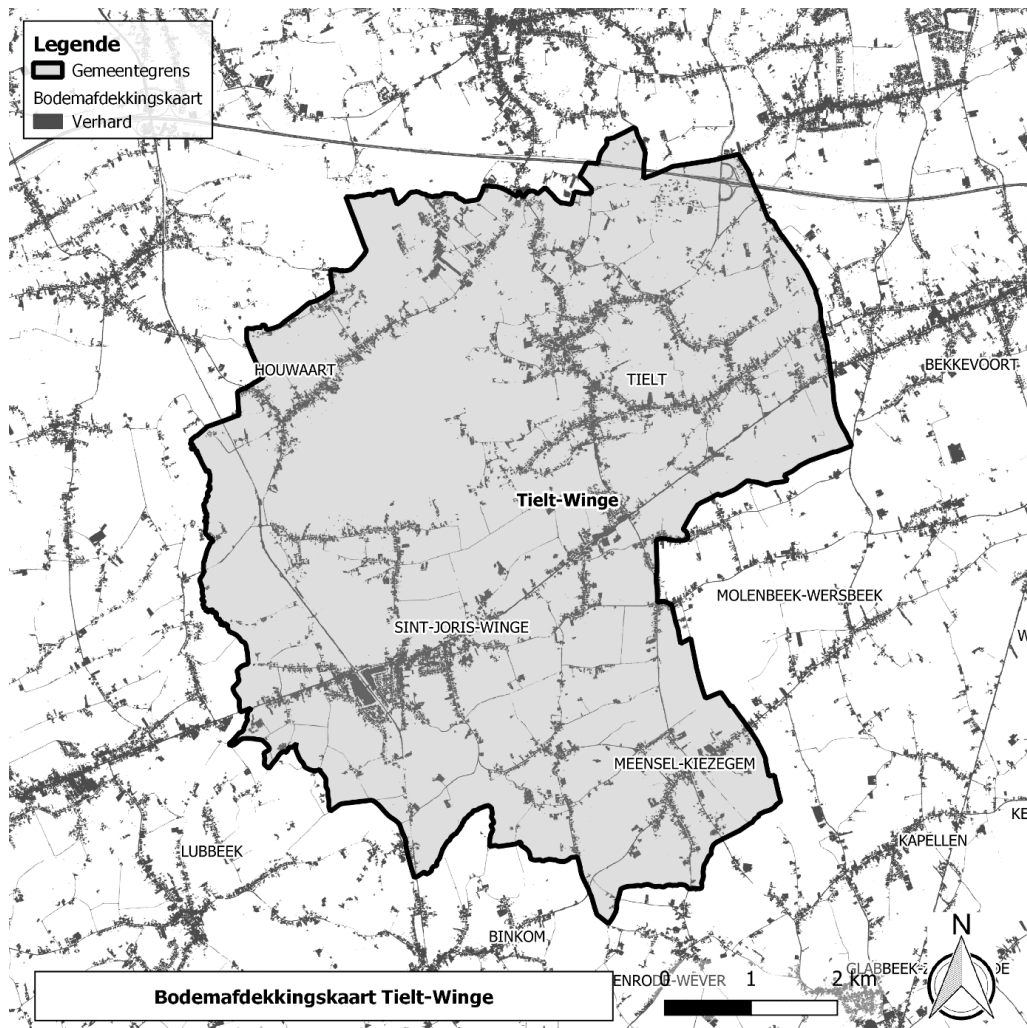 Legende
Gemeentegrens
Bodemafdekkingskaart
Verhard
HOUWAART
TIELT
BEKKEVOORT
Tielt-Winge
MOLENBEEK-WERSBEEK
SINT-JORIS-WINGE
MEENSEL-KIEZEGEM
KAPELLEN
LUBBEEK
BINKOM
N
0 1 2 km
Bodemafdekkingskaart Tielt-Winge